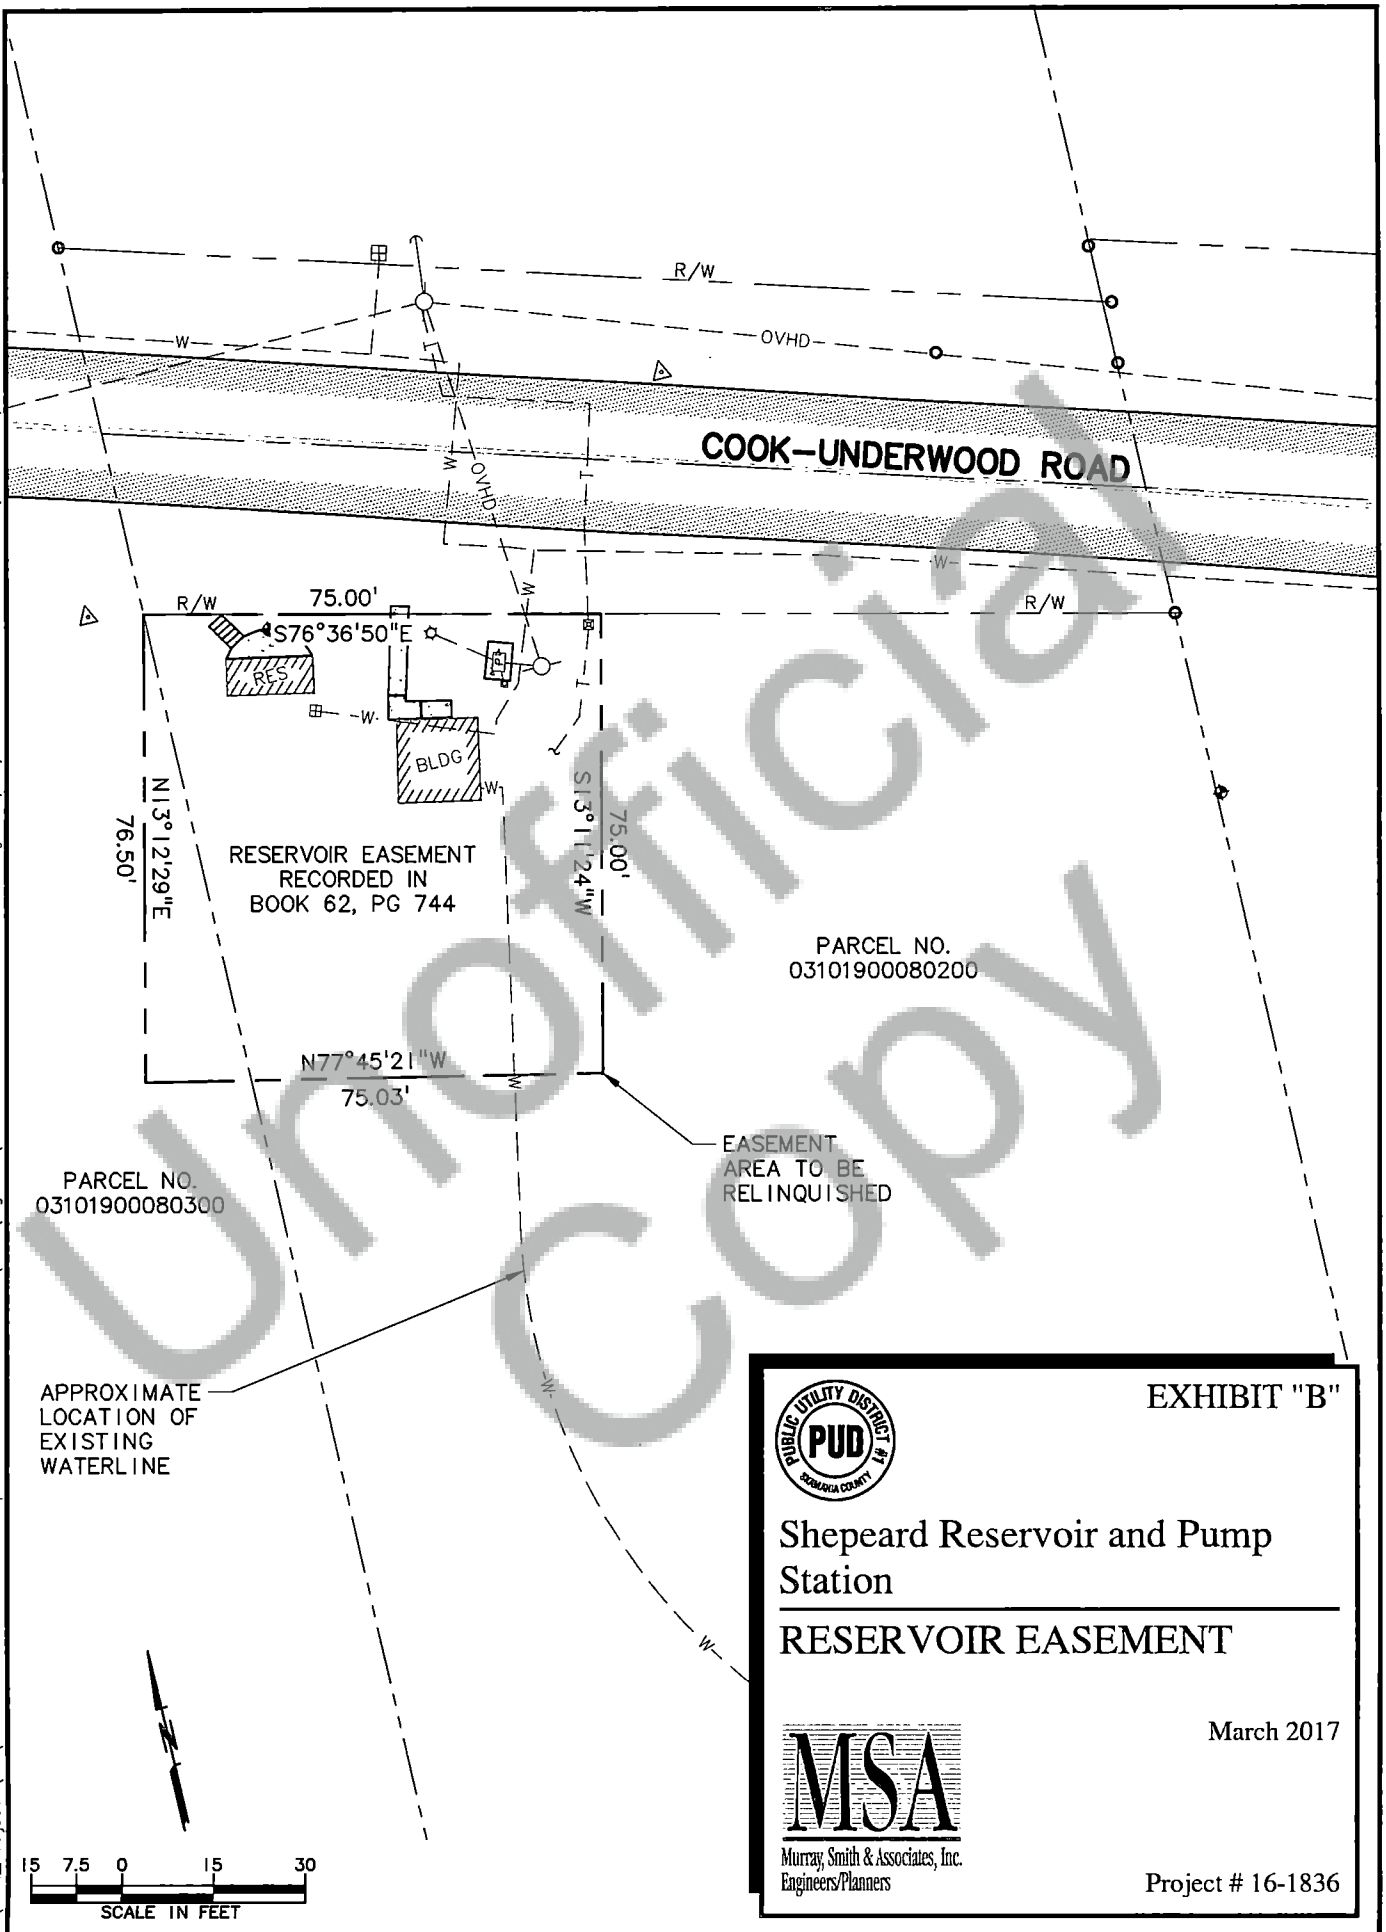 R/W
W
OVHD
COOK-UNDERWOOD ROAD
W
OVHD
T
W
W
R/W
75.00'
S76°36'50"E
R/W
RES
T
W
BLDG
W
N13°12'29"E
76.50'
S13°11'24"W
75.00'
RESERVOIR EASEMENT
RECORDED IN
BOOK 62, PG 744
PARCEL NO.
03101900080200
N77°45'21"W
75.03'
W
EASEMENT
AREA TO BE
RELINQUISHED
PARCEL NO.
03101900080300
APPROXIMATE
LOCATION OF
EXISTING
WATERLINE
W
W
Unofficial
Copy
EXHIBIT "B"
PUBLIC UTILITY DISTRICT #1
PUD
SKAMANIA COUNTY
Shepeard Reservoir and Pump
Station
RESERVOIR EASEMENT
March 2017
MSA
Murray, Smith & Associates, Inc.
Engineers/Planners
Project # 16-1836
N
15 7.5 0 15 30
SCALE IN FEET